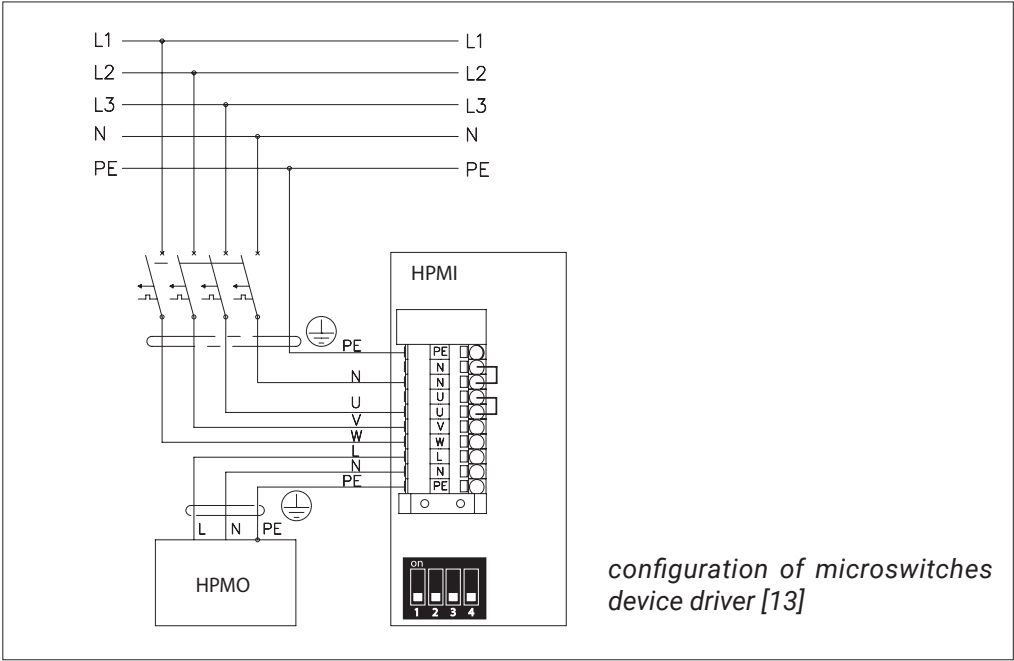 L1 L1
L2 L2
L3 L3
N N
PE PE
HPMI
PE PE
N
N N
U
U U
V V
W W
L L
N N
PE PE
L N PE
HPMO
on
1 2 3 4
configuration of microswitches
device driver [13]